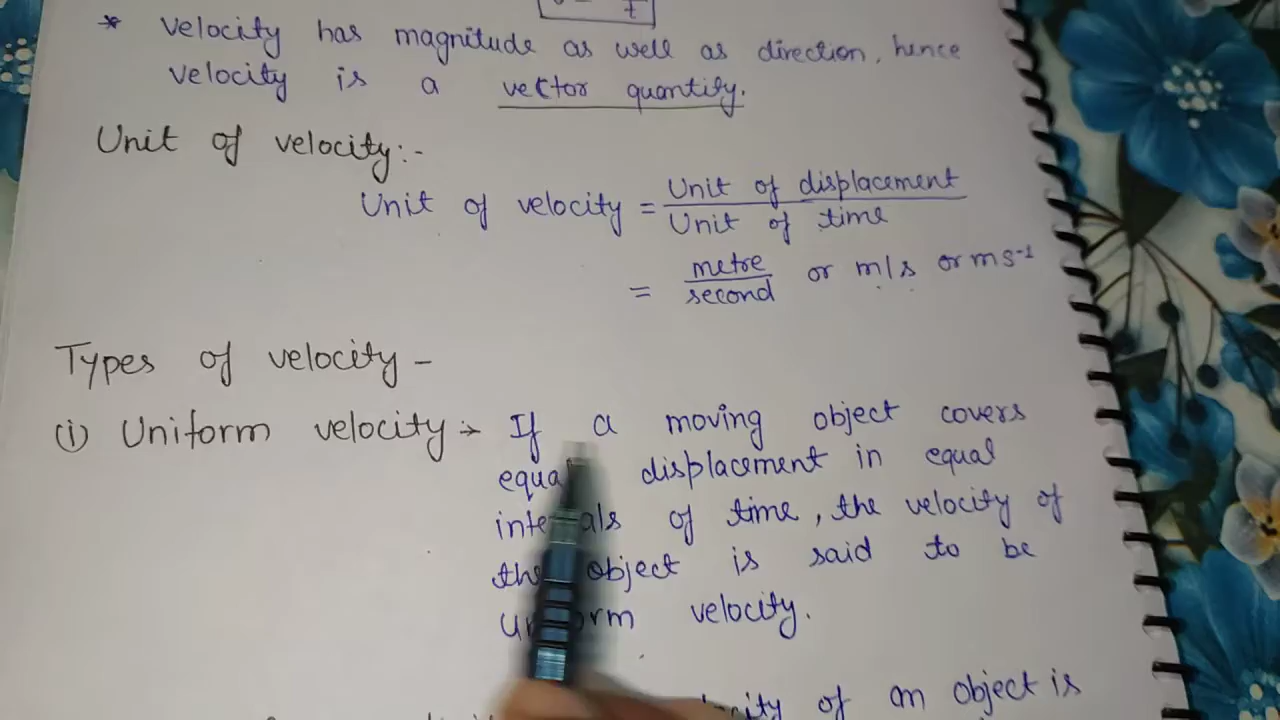 t
* Velocity has magnitude as well as direction, hence
velocity is a vector quantity.
Unit of velocity:-
Unit of velocity = Unit of displacement
Unit of time
= metre or m/s or ms⁻¹
second
Types of velocity -
(i) Uniform velocity :- If a moving object covers
displacement in equal
of time, the velocity of
the object is said to be
velocity.
of an object is